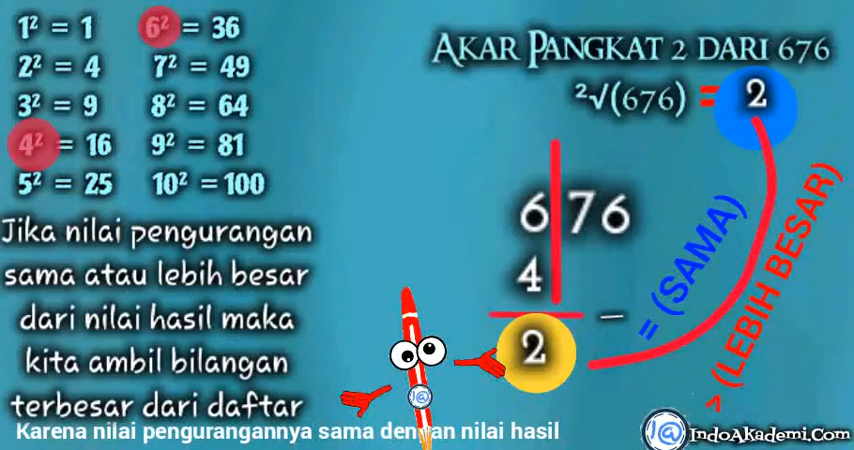 1² = 1
2² = 4
3² = 9
4² = 16
5² = 25
6² = 36
7² = 49
8² = 64
9² = 81
10² = 100
Jika nilai pengurangan
sama atau lebih besar
dari nilai hasil maka
kita ambil bilangan
terbesar dari daftar
AKAR PANGKAT 2 DARI 676
²√(676) = 2
676
4
–
2
= (SAMA)
> (LEBIH BESAR)
Karena nilai pengurangannya sama dengan nilai hasil
I@
I@ INDOAKADEMI.COM